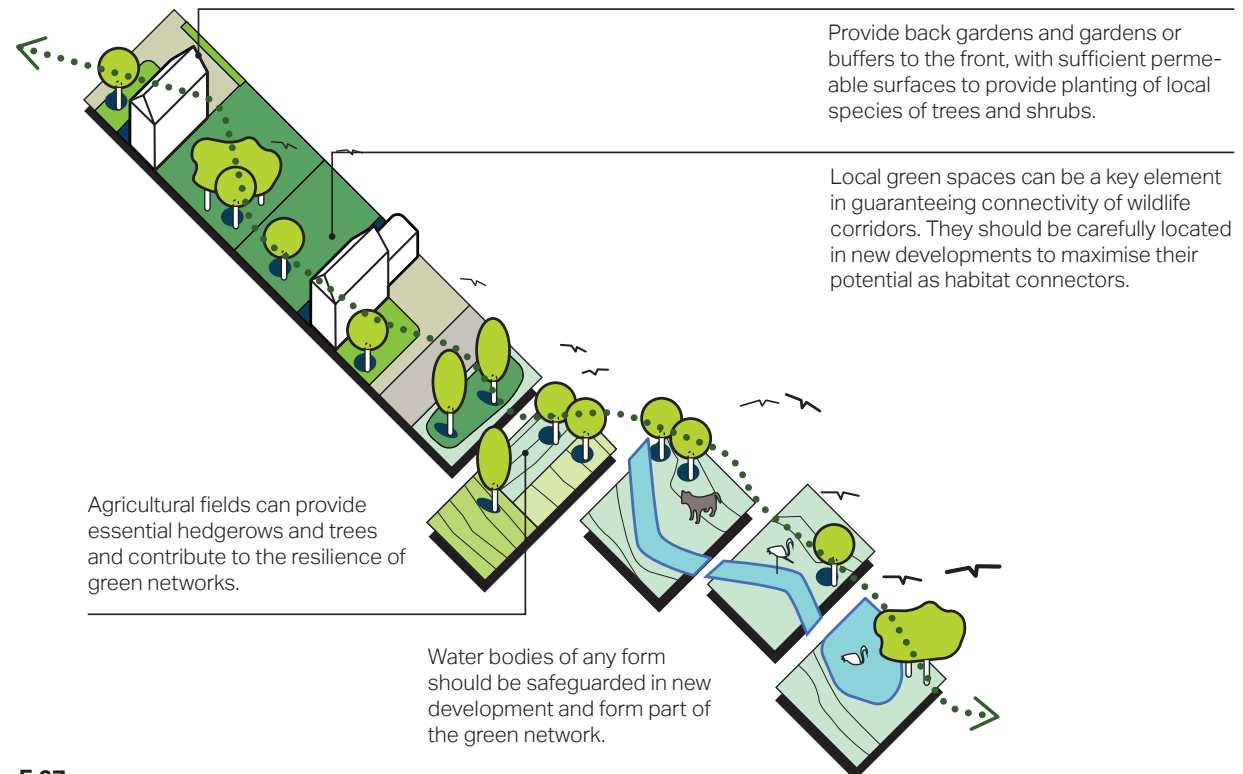 Provide back gardens and gardens or
buffers to the front, with sufficient perme-
able surfaces to provide planting of local
species of trees and shrubs.
Local green spaces can be a key element
in guaranteeing connectivity of wildlife
corridors. They should be carefully located
in new developments to maximise their
potential as habitat connectors.
Agricultural fields can provide
essential hedgerows and trees
and contribute to the resilience of
green networks.
Water bodies of any form
should be safeguarded in new
development and form part of
the green network.